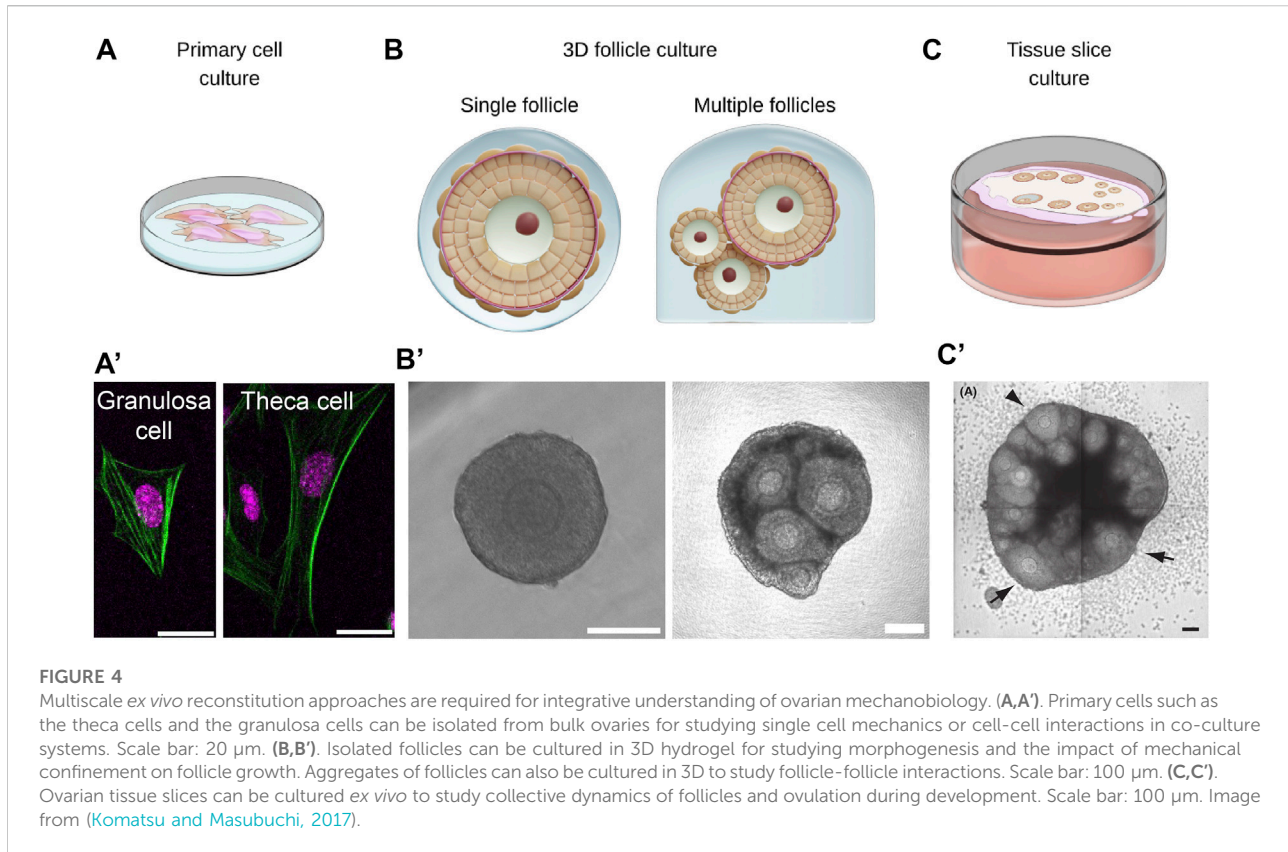 A
Primary cell
culture
B
3D follicle culture
Single follicle
Multiple follicles
C
Tissue slice
culture
A’
Granulosa
cell
Theca cell
B’
C’
(A)
FIGURE 4
Multiscale ex vivo reconstitution approaches are required for integrative understanding of ovarian mechanobiology. (A,A′). Primary cells such as
the theca cells and the granulosa cells can be isolated from bulk ovaries for studying single cell mechanics or cell-cell interactions in co-culture
systems. Scale bar: 20 μm. (B,B′). Isolated follicles can be cultured in 3D hydrogel for studying morphogenesis and the impact of mechanical
confinement on follicle growth. Aggregates of follicles can also be cultured in 3D to study follicle-follicle interactions. Scale bar: 100 μm. (C,C′).
Ovarian tissue slices can be cultured ex vivo to study collective dynamics of follicles and ovulation during development. Scale bar: 100 μm. Image
from (Komatsu and Masubuchi, 2017).